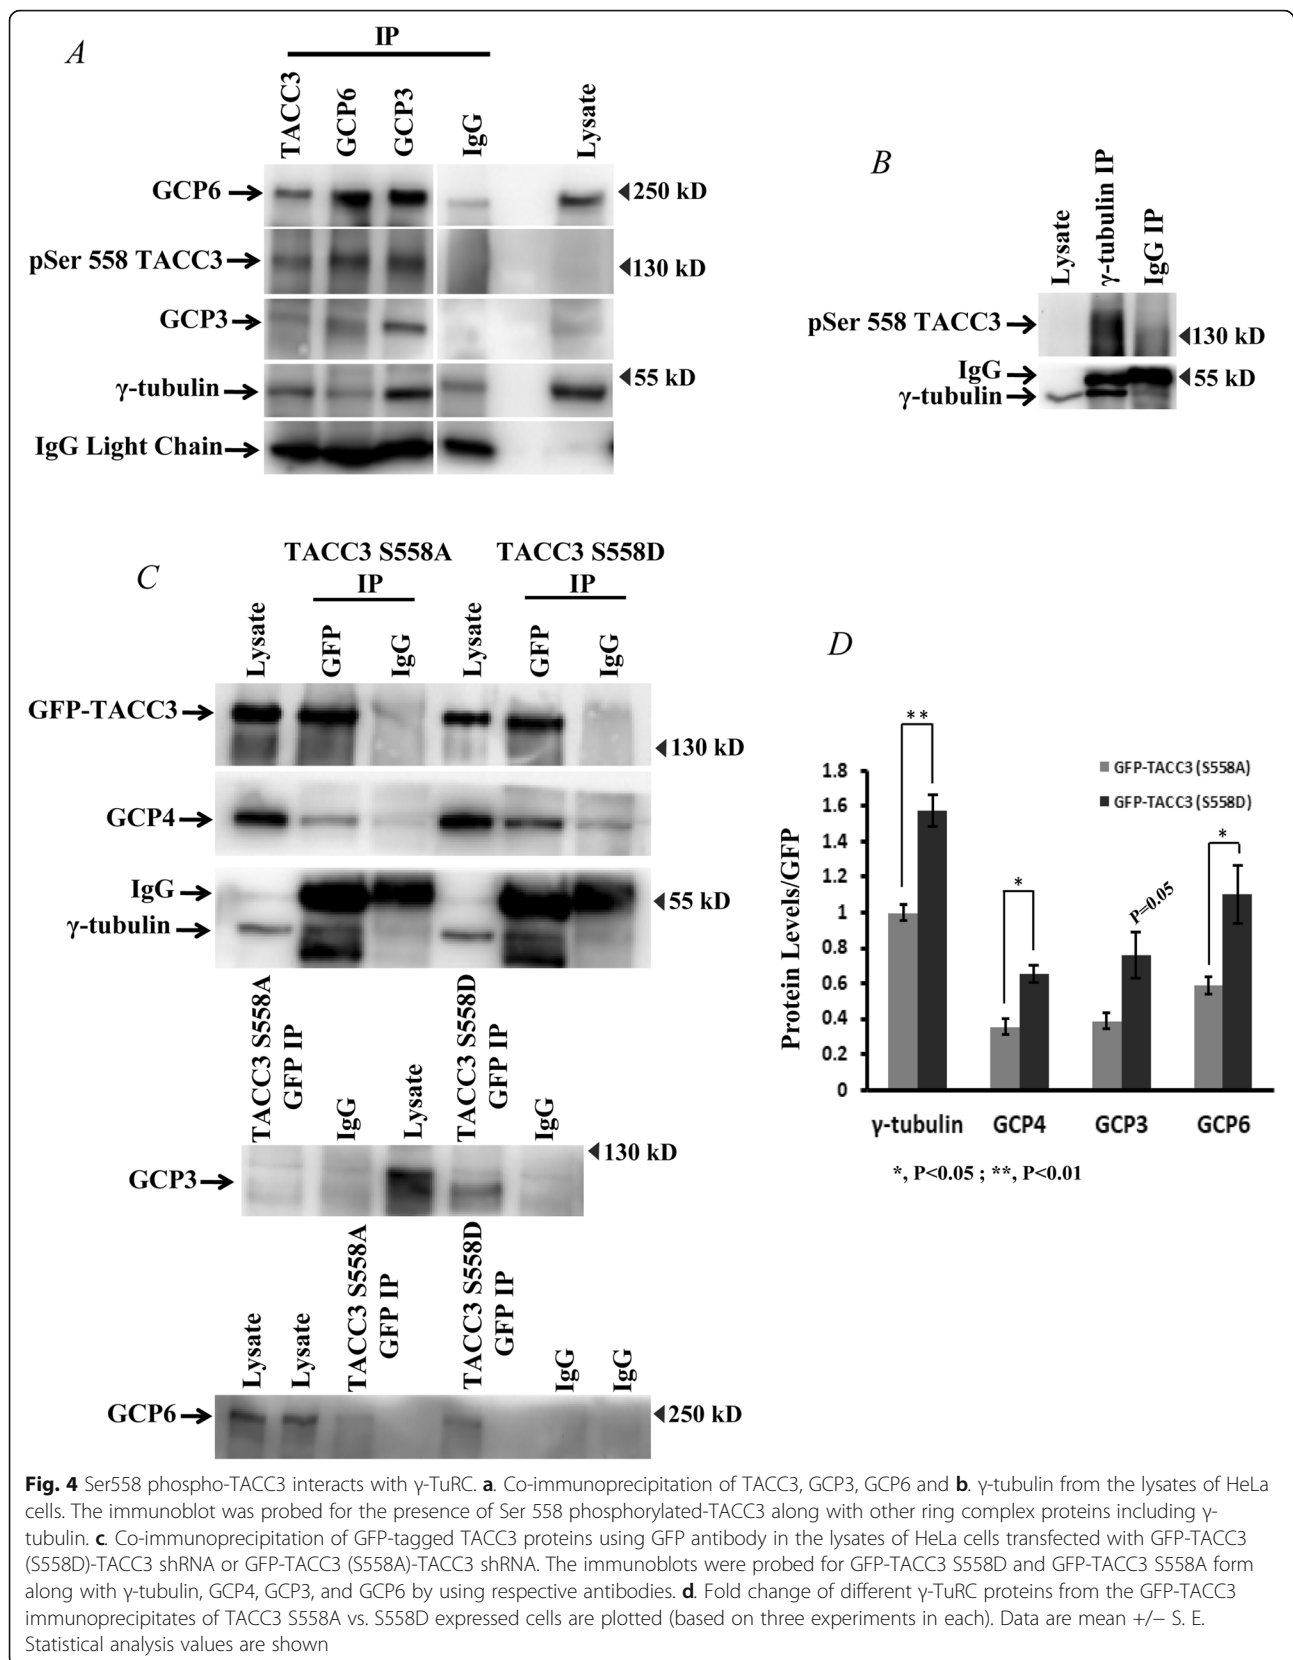 A
IP
TACC3
GCP6
GCP3
IgG
Lysate
GCP6
250 kD
pSer 558 TACC3
130 kD
GCP3
γ-tubulin
55 kD
IgG Light Chain
B
Lysate
γ-tubulin IP
IgG IP
pSer 558 TACC3
130 kD
IgG
55 kD
γ-tubulin
C
TACC3 S558A
IP
TACC3 S558D
IP
Lysate
GFP
IgG
Lysate
GFP
IgG
GFP-TACC3
130 kD
GCP4
IgG
55 kD
γ-tubulin
TACC3 S558A
GFP IP
IgG
Lysate
TACC3 S558D
GFP IP
IgG
130 kD
GCP3
Lysate
Lysate
TACC3 S558A
GFP IP
TACC3 S558D
GFP IP
IgG
IgG
GCP6
250 kD
D
Protein Levels/GFP
1.8
1.6
1.4
1.2
1
0.8
0.6
0.4
0.2
0
GFP-TACC3 (S558A)
GFP-TACC3 (S558D)
**
*
P=0.05
*
γ-tubulin
GCP4
GCP3
GCP6
*, P<0.05 ; **, P<0.01
Fig. 4 Ser558 phospho-TACC3 interacts with γ-TuRC. a. Co-immunoprecipitation of TACC3, GCP3, GCP6 and b. γ-tubulin from the lysates of HeLa
cells. The immunoblot was probed for the presence of Ser 558 phosphorylated-TACC3 along with other ring complex proteins including γ-
tubulin. c. Co-immunoprecipitation of GFP-tagged TACC3 proteins using GFP antibody in the lysates of HeLa cells transfected with GFP-TACC3
(S558D)-TACC3 shRNA or GFP-TACC3 (S558A)-TACC3 shRNA. The immunoblots were probed for GFP-TACC3 S558D and GFP-TACC3 S558A form
along with γ-tubulin, GCP4, GCP3, and GCP6 by using respective antibodies. d. Fold change of different γ-TuRC proteins from the GFP-TACC3
immunoprecipitates of TACC3 S558A vs. S558D expressed cells are plotted (based on three experiments in each). Data are mean +/− S. E.
Statistical analysis values are shown